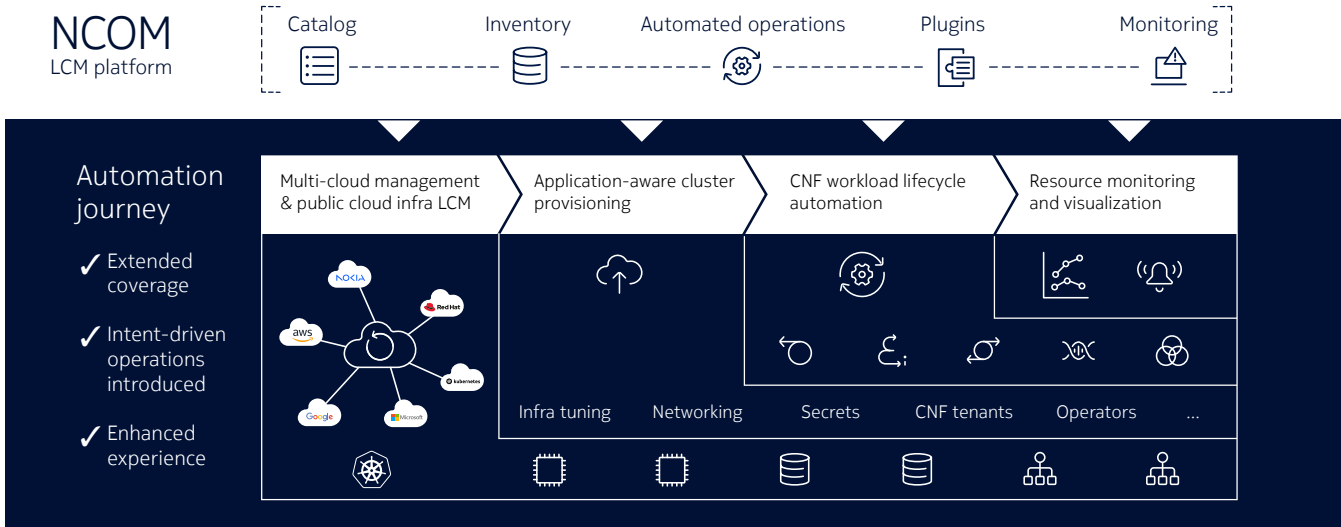 NCOM
LCM platform
Catalog
Inventory
Automated operations
Plugins
Monitoring
Automation
journey
✓ Extended
coverage
✓ Intent-driven
operations
introduced
✓ Enhanced
experience
Multi-cloud management
& public cloud infra LCM
Application-aware cluster
provisioning
CNF workload lifecycle
automation
Resource monitoring
and visualization
NOKIA
Red Hat
aws
kubernetes
Google
Microsoft
Infra tuning
Networking
Secrets
CNF tenants
Operators
...